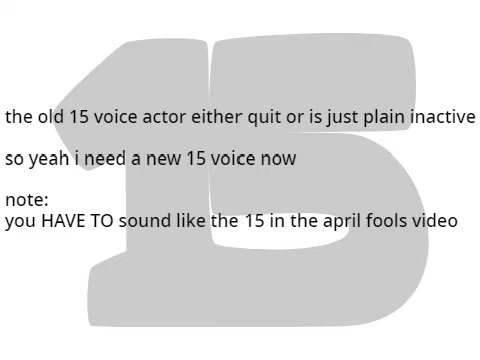 15
the old 15 voice actor either quit or is just plain inactive
so yeah i need a new 15 voice now
note:
you HAVE TO sound like the 15 in the april fools video